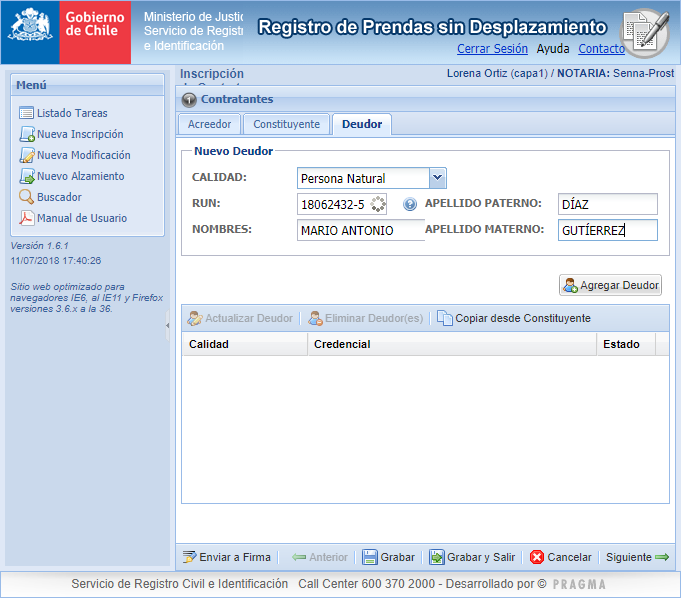 Gobierno
de Chile
Ministerio de Justic
Servicio de Registr
e Identificación
Registro de Prendas sin Desplazamiento
Cerrar Sesión Ayuda Contacto
Inscripción
Lorena Ortiz (capa1) / NOTARIA: Senna-Prost
Menú
Listado Tareas
Nueva Inscripción
Nueva Modificación
Nuevo Alzamiento
Buscador
Manual de Usuario
Versión 1.6.1
11/07/2018 17:40:26
Sitio web optimizado para
navegadores IE6, al IE11 y Firefox
versiones 3.6.x a la 36.
1 Contratantes
Acreedor Constituyente Deudor
Nuevo Deudor
CALIDAD: Persona Natural
RUN: 18062432-5 APELLIDO PATERNO: DÍAZ
NOMBRES: MARIO ANTONIO APELLIDO MATERNO: GUTÍERREZ
Agregar Deudor
Actualizar Deudor Eliminar Deudor(es) Copiar desde Constituyente
Calidad Credencial Estado
Enviar a Firma Anterior Grabar Grabar y Salir Cancelar Siguiente
Servicio de Registro Civil e Identificación Call Center 600 370 2000 - Desarrollado por © PRAGMA